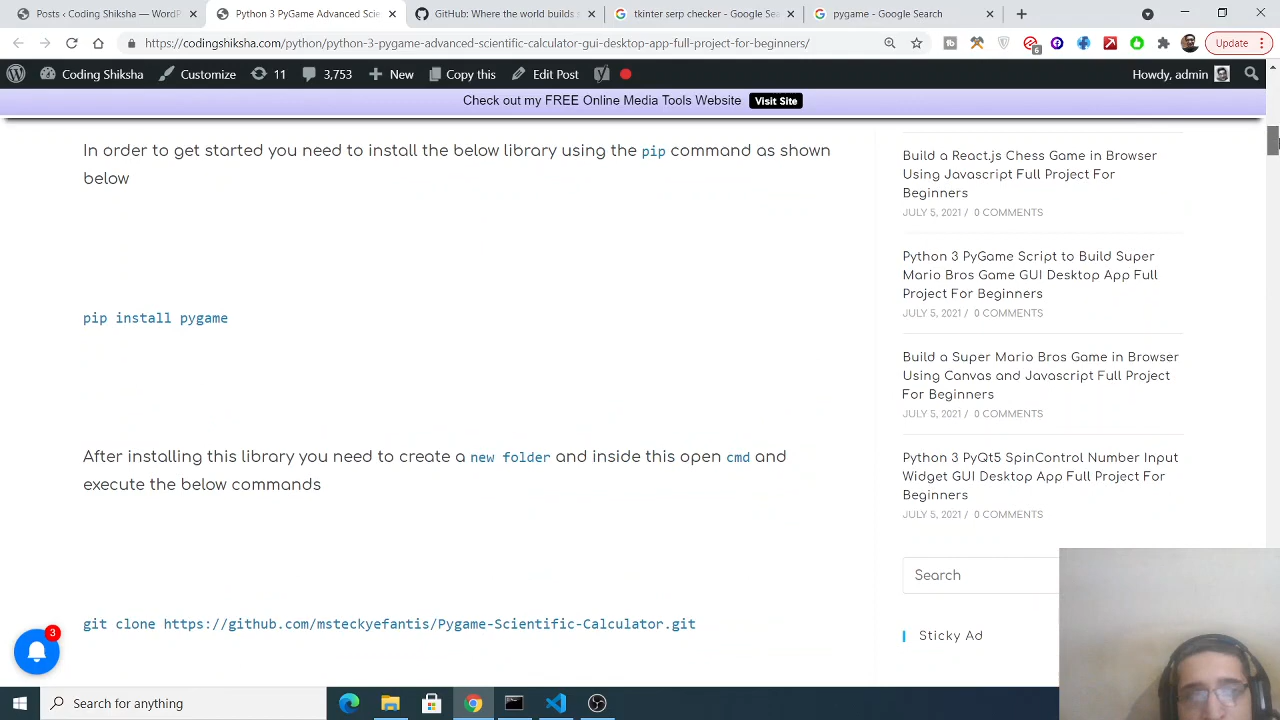 Posts ‹ Coding Shiksha — WordP
Python 3 PyGame Advanced Scie
GitHub: Where the world builds s
tkinter serp checker - Google Sea
pygame - Google Search
https://codingshiksha.com/python/python-3-pygame-advanced-scientific-calculator-gui-desktop-app-full-project-for-beginners/
6
Update
Coding Shiksha
Customize
11
3,753
New
Copy this
Edit Post
Howdy, admin
Check out my FREE Online Media Tools Website
Visit Site
In order to get started you need to install the below library using the pip command as shown
below
pip install pygame
After installing this library you need to create a new folder and inside this open cmd and
execute the below commands
git clone https://github.com/msteckyefantis/Pygame-Scientific-Calculator.git
Build a React.js Chess Game in Browser
Using Javascript Full Project For
Beginners
JULY 5, 2021 / 0 COMMENTS
Python 3 PyGame Script to Build Super
Mario Bros Game GUI Desktop App Full
Project For Beginners
JULY 5, 2021 / 0 COMMENTS
Build a Super Mario Bros Game in Browser
Using Canvas and Javascript Full Project
For Beginners
JULY 5, 2021 / 0 COMMENTS
Python 3 PyQt5 SpinControl Number Input
Widget GUI Desktop App Full Project For
Beginners
JULY 5, 2021 / 0 COMMENTS
Search
Sticky Ad
3
Search for anything